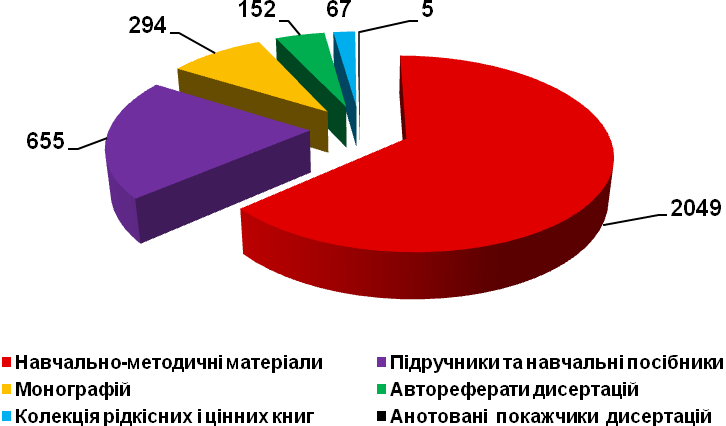 294 152 67 5
655
2049
Навчально-методичні матеріали Підручники та навчальні посібники
Монографій Автореферати дисертацій
Колекція рідкісних і цінних книг Анотовані покажчики дисертацій